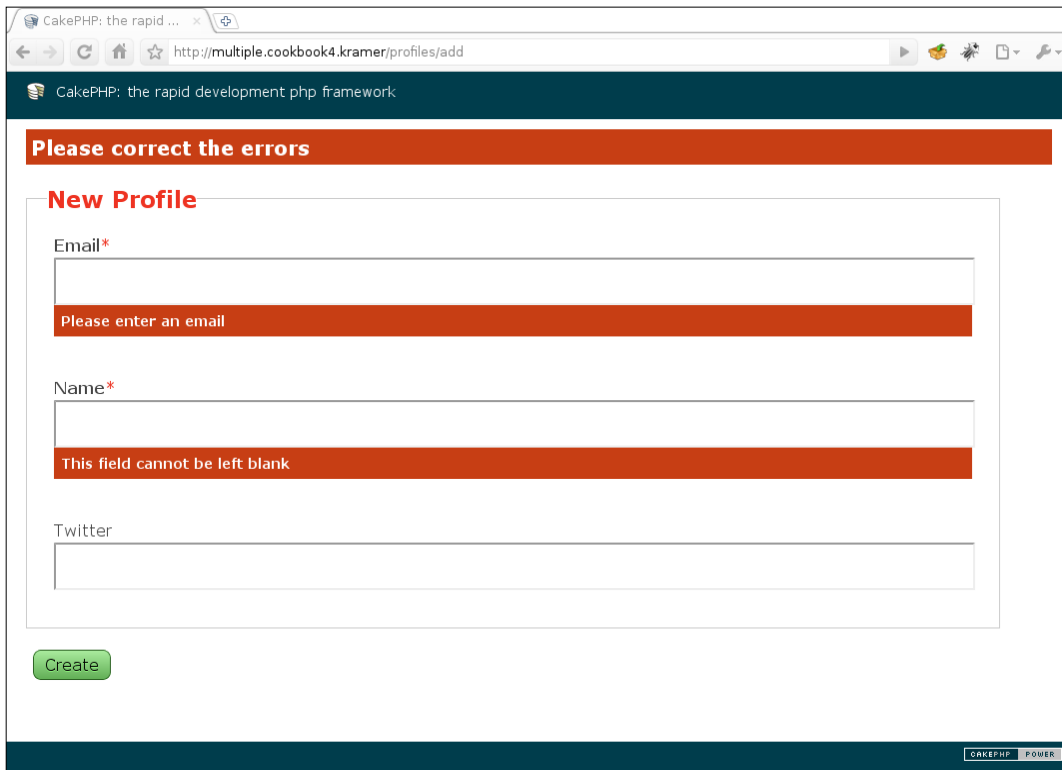 CakePHP: the rapid ...
http://multiple.cookbook4.kramer/profiles/add
CakePHP: the rapid development php framework
Please correct the errors
New Profile
Email*
Please enter an email
Name*
This field cannot be left blank
Twitter
Create
CAKEPHP POWER